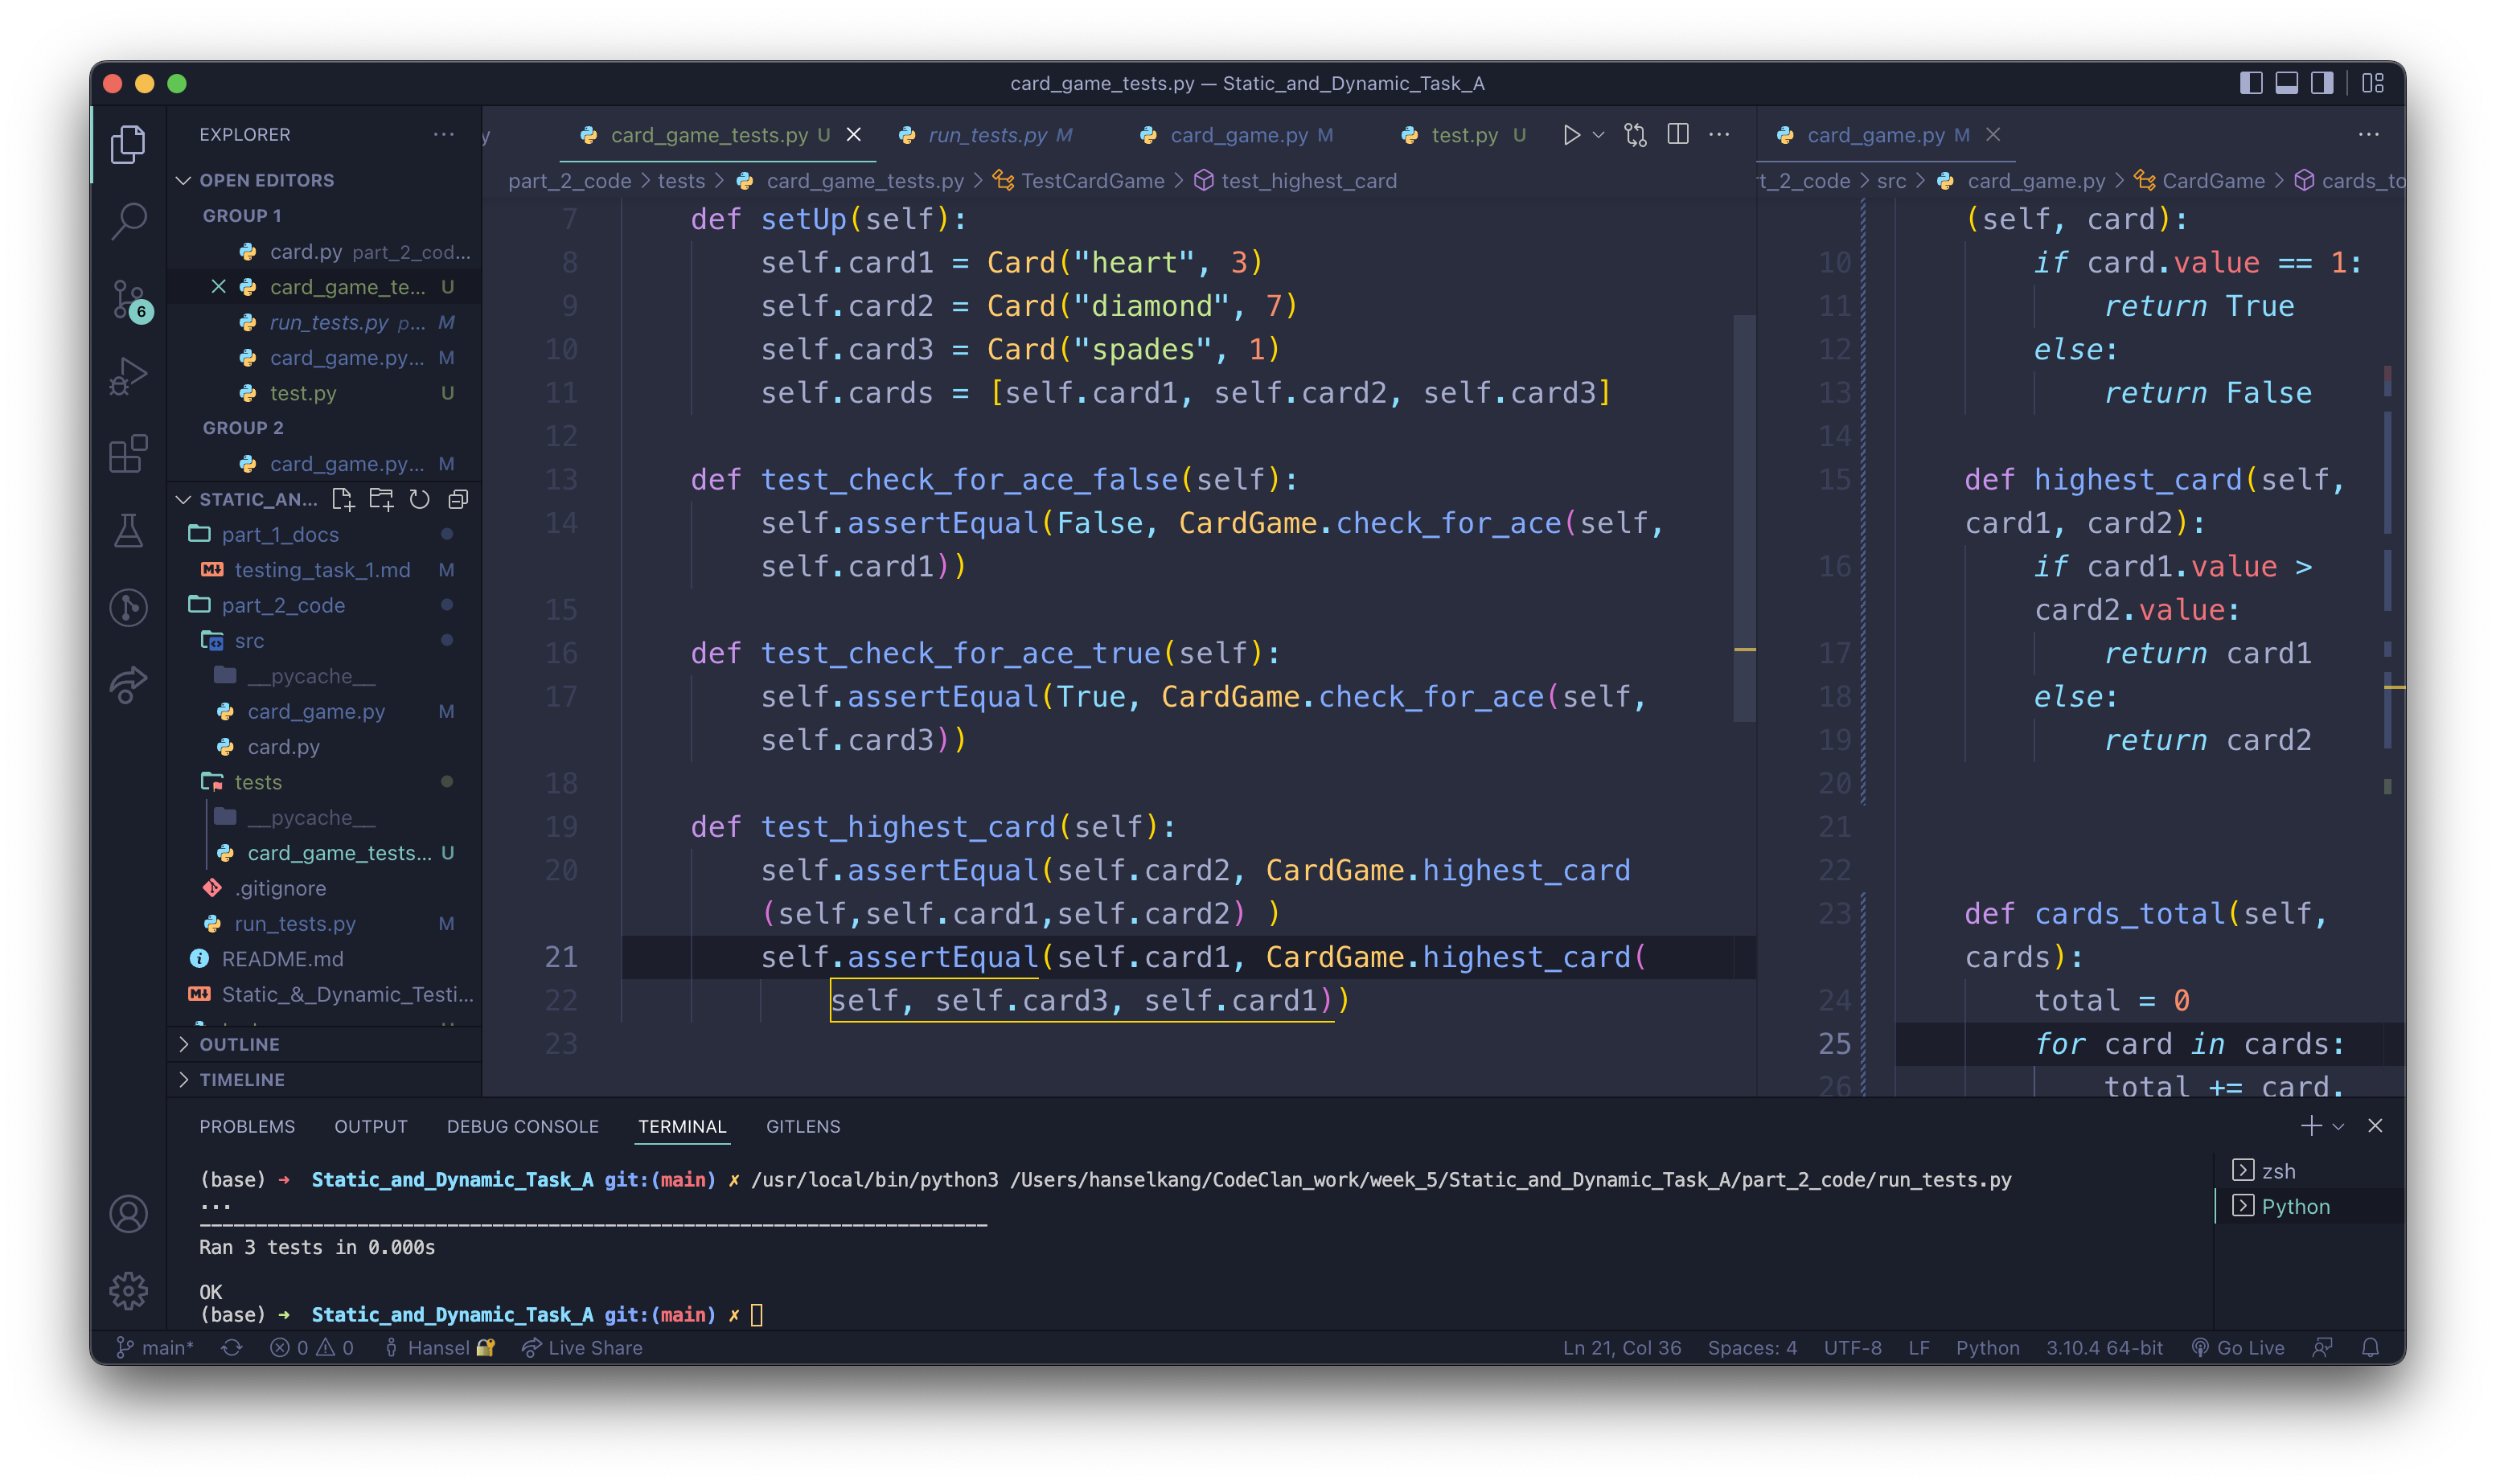 card_game_tests.py — Static_and_Dynamic_Task_A
EXPLORER
OPEN EDITORS
GROUP 1
card.py part_2_cod...
card_game_te... U
run_tests.py p... M
card_game.py... M
test.py U
GROUP 2
card_game.py... M
STATIC_AN...
part_1_docs
testing_task_1.md M
part_2_code
src
__pycache__
card_game.py M
card.py
tests
__pycache__
card_game_tests... U
.gitignore
run_tests.py M
README.md
Static_&_Dynamic_Testi...
OUTLINE
TIMELINE
6
y card_game_tests.py U run_tests.py M card_game.py M test.py U
part_2_code > tests > card_game_tests.py > TestCardGame > test_highest_card
7 def setUp(self):
8 self.card1 = Card("heart", 3)
9 self.card2 = Card("diamond", 7)
10 self.card3 = Card("spades", 1)
11 self.cards = [self.card1, self.card2, self.card3]
12
13 def test_check_for_ace_false(self):
14 self.assertEqual(False, CardGame.check_for_ace(self,
self.card1))
15
16 def test_check_for_ace_true(self):
17 self.assertEqual(True, CardGame.check_for_ace(self,
self.card3))
18
19 def test_highest_card(self):
20 self.assertEqual(self.card2, CardGame.highest_card
(self,self.card1,self.card2) )
21 self.assertEqual(self.card1, CardGame.highest_card(
22 self, self.card3, self.card1))
23
card_game.py M
rt_2_code > src > card_game.py > CardGame > cards_to
(self, card):
10 if card.value == 1:
11 return True
12 else:
13 return False
14
15 def highest_card(self,
card1, card2):
16 if card1.value >
card2.value:
17 return card1
18 else:
19 return card2
20
21
22
23 def cards_total(self,
cards):
24 total = 0
25 for card in cards:
26 total += card.
PROBLEMS OUTPUT DEBUG CONSOLE TERMINAL GITLENS
(base) → Static_and_Dynamic_Task_A git:(main) ✗ /usr/local/bin/python3 /Users/hanselkang/CodeClan_work/week_5/Static_and_Dynamic_Task_A/part_2_code/run_tests.py
...
----------------------------------------------------------------------
Ran 3 tests in 0.000s
OK
(base) → Static_and_Dynamic_Task_A git:(main) ✗
zsh
Python
main* 0 0 Hansel Live Share Ln 21, Col 36 Spaces: 4 UTF-8 LF Python 3.10.4 64-bit Go Live